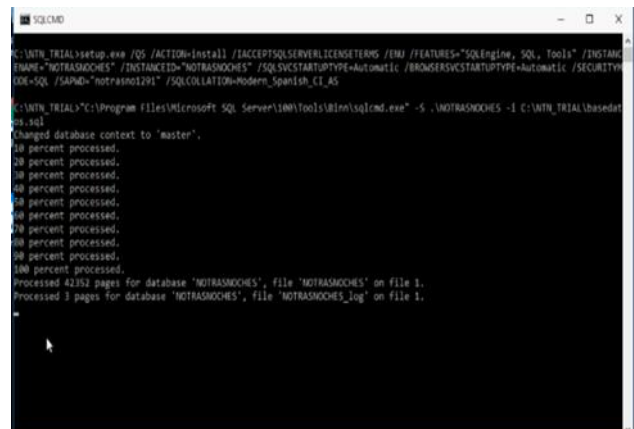 SQLCMD
C:\NTN_TRIAL>setup.exe /QS /ACTION=install /IACCEPTSQLSERVERLICENSETERMS /ENU /FEATURES="SQLEngine, SQL, Tools" /INSTANC
ENAME="NOTRASNOCHES" /INSTANCEID="NOTRASNOCHES" /SQLSVCSTARTUPTYPE=Automatic /BROWSERSVCSTARTUPTYPE=Automatic /SECURITYM
ODE=SQL /SAPWD="notrasno1291" /SQLCOLLATION=Modern_Spanish_CI_AS
C:\NTN_TRIAL>"C:\Program Files\Microsoft SQL Server\100\Tools\Binn\sqlcmd.exe" -S .\NOTRASNOCHES -i C:\NTN_TRIAL\basedat
os.sql
Changed database context to 'master'.
10 percent processed.
20 percent processed.
30 percent processed.
40 percent processed.
50 percent processed.
60 percent processed.
70 percent processed.
80 percent processed.
90 percent processed.
100 percent processed.
Processed 42352 pages for database 'NOTRASNOCHES', file 'NOTRASNOCHES' on file 1.
Processed 3 pages for database 'NOTRASNOCHES', file 'NOTRASNOCHES_log' on file 1.